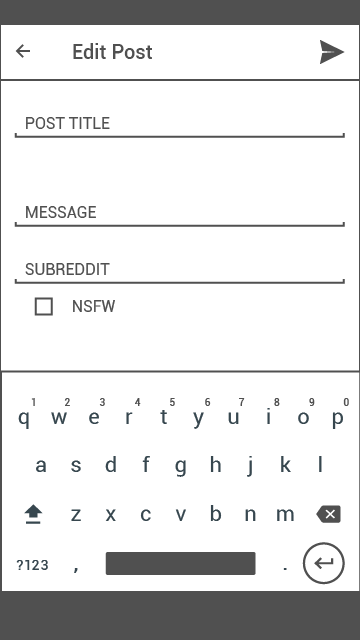 Edit Post
POST TITLE
MESSAGE
SUBREDDIT
NSFW
1 2 3 4 5 6 7 8 9 0
q w e r t y u i o p
a s d f g h j k l
z x c v b n m
?123 , .